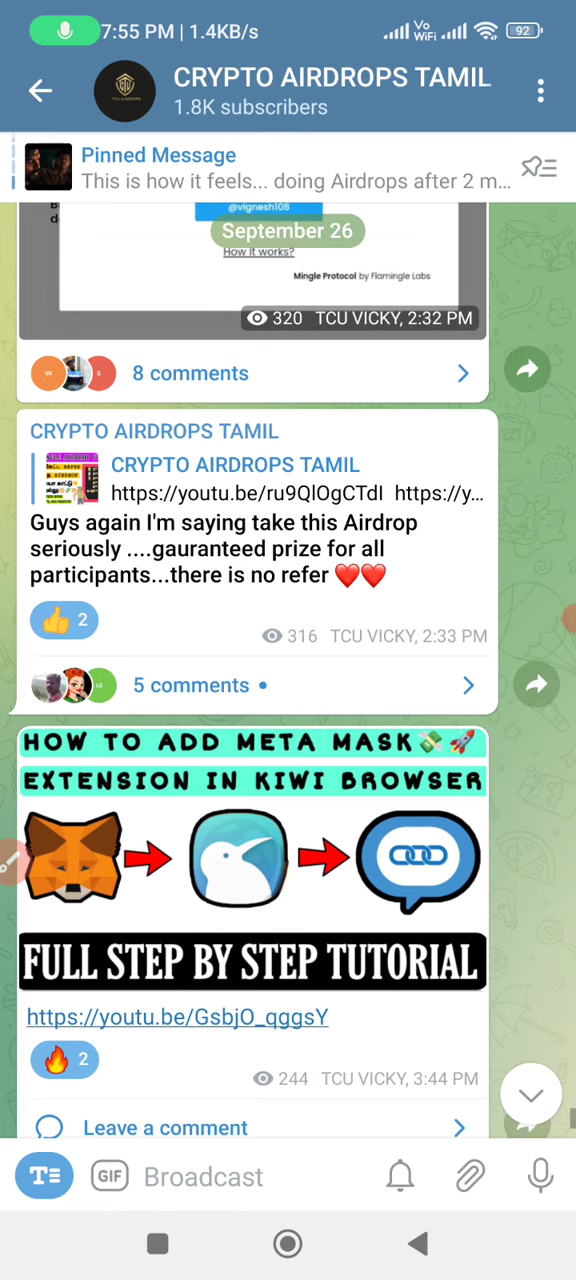 7:55 PM | 1.4KB/s
Vo
WiFi
92
CRYPTO AIRDROPS TAMIL
1.8K subscribers
Pinned Message
This is how it feels... doing Airdrops after 2 m...
@vignesh108
September 26
How it works?
Mingle Protocol by Flamingle Labs
320 TCU VICKY, 2:32 PM
8 comments
CRYPTO AIRDROPS TAMIL
CRYPTO AIRDROPS TAMIL
https://youtu.be/ru9QlOgCTdI https://y...
Guys again I'm saying take this Airdrop
seriously ....gauranteed prize for all
participants...there is no refer ❤️❤️
👍 2
316 TCU VICKY, 2:33 PM
5 comments
HOW TO ADD META MASK💸🚀
EXTENSION IN KIWI BROWSER
FULL STEP BY STEP TUTORIAL
https://youtu.be/GsbjO_qggsY
🔥 2
244 TCU VICKY, 3:44 PM
Leave a comment
GIF
Broadcast